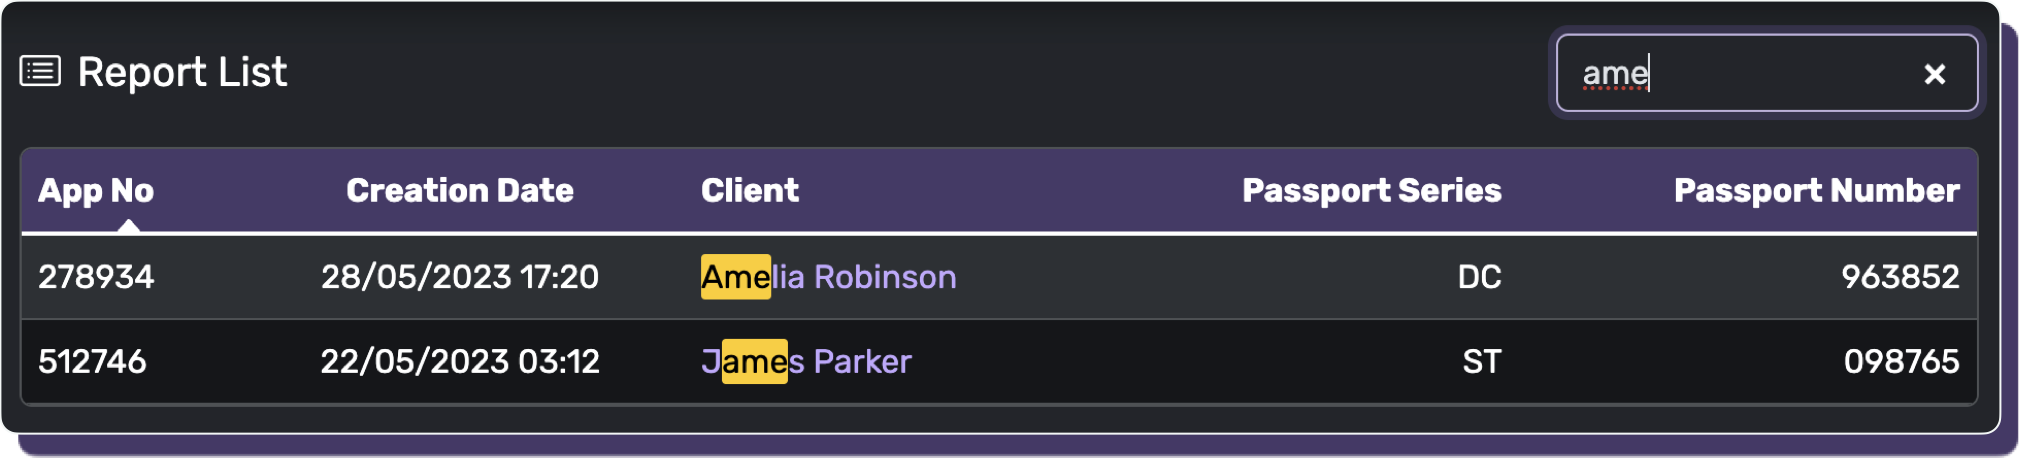 Report List
ame
App No Creation Date Client Passport Series Passport Number
278934 28/05/2023 17:20 Amelia Robinson DC 963852
512746 22/05/2023 03:12 James Parker ST 098765